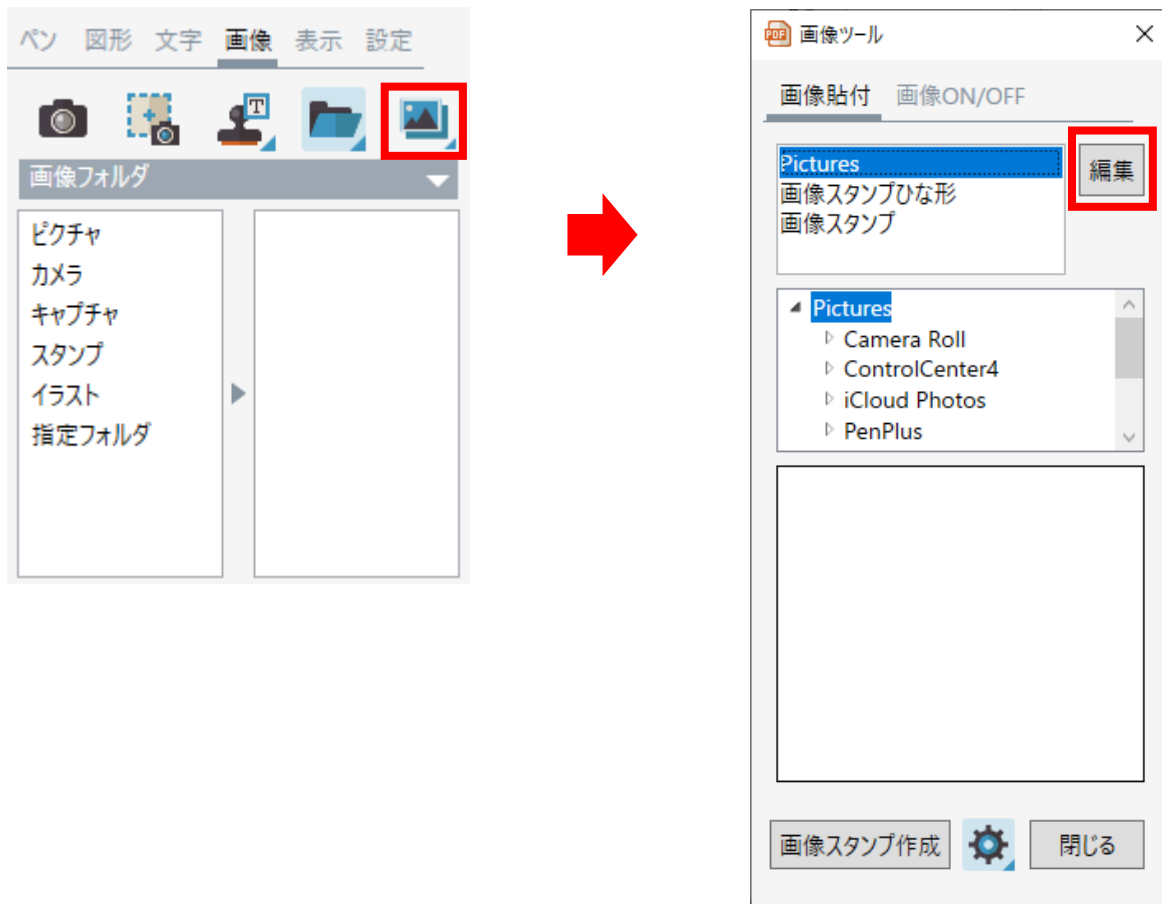 ペン 図形 文字 画像 表示 設定
T
画像フォルダ
ピクチャ
カメラ
キャプチャ
スタンプ
イラスト
指定フォルダ
PDF 画像ツール
画像貼付 画像ON/OFF
Pictures
画像スタンプひな形
画像スタンプ
編集
Pictures
Camera Roll
ControlCenter4
iCloud Photos
PenPlus
画像スタンプ作成
閉じる